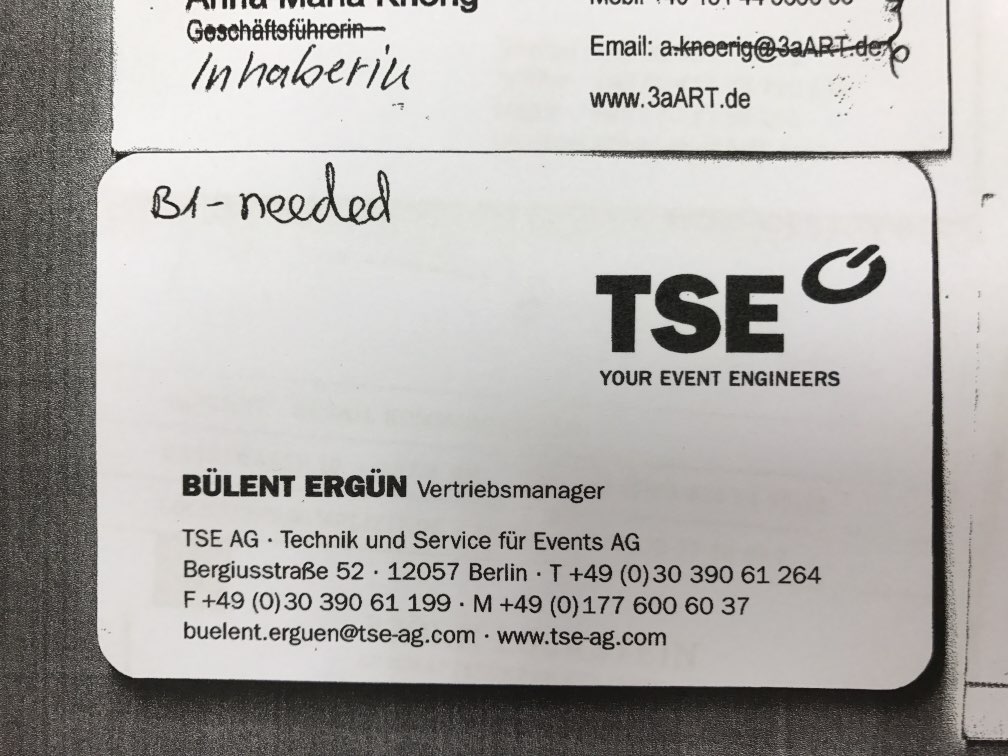 Anna Maria Knörig
Geschäftsführerin
Inhaberin
Email: a.knoerig@3aART.de
www.3aART.de
B1 - needed
TSE
YOUR EVENT ENGINEERS
BÜLENT ERGÜN Vertriebsmanager
TSE AG · Technik und Service für Events AG
Bergiusstraße 52 · 12057 Berlin · T +49 (0)30 390 61 264
F +49 (0)30 390 61 199 · M +49 (0)177 600 60 37
buelent.erguen@tse-ag.com · www.tse-ag.com